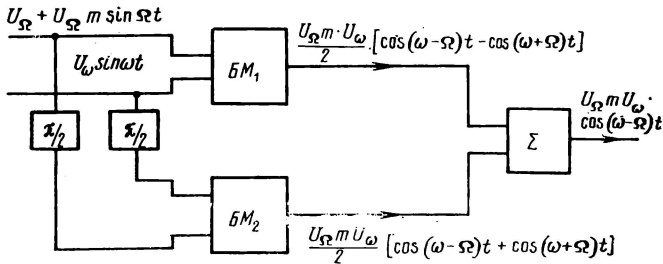 U_Ω + U_Ω m sin Ωt
U_ω sin ωt
БМ₁
U_Ω m · U_ω / 2 [cos(ω-Ω)t - cos(ω+Ω)t]
π/2
π/2
Σ
U_Ω m U_ω ·
cos(ω-Ω)t
БМ₂
U_Ω m U_ω / 2 [cos(ω-Ω)t + cos(ω+Ω)t]